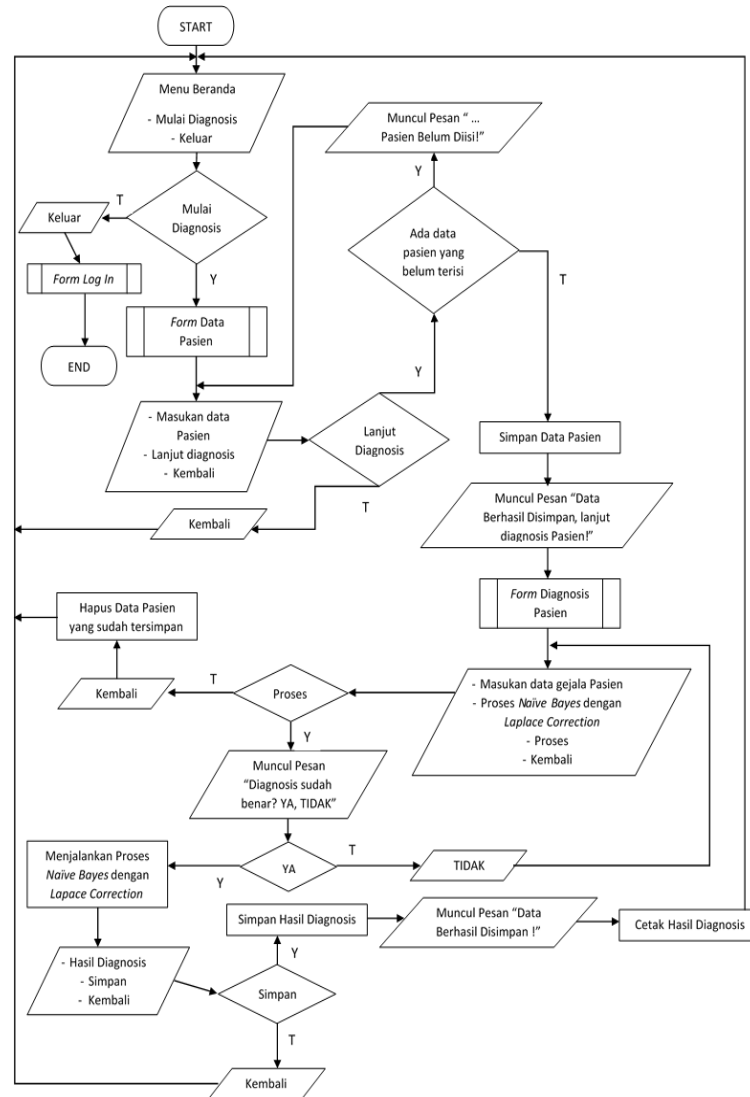 START
Menu Beranda
- Mulai Diagnosis
- Keluar
Mulai
Diagnosis
T
Keluar
Form Log In
END
Y
Form Data
Pasien
- Masukan data
Pasien
- Lanjut diagnosis
- Kembali
Lanjut
Diagnosis
T
Kembali
Y
Ada data
pasien yang
belum terisi
Y
Muncul Pesan “ ...
Pasien Belum Diisi!”
T
Simpan Data Pasien
Muncul Pesan “Data
Berhasil Disimpan, lanjut
diagnosis Pasien!”
Form Diagnosis
Pasien
- Masukan data gejala Pasien
- Proses Naïve Bayes dengan
Laplace Correction
- Proses
- Kembali
Proses
T
Kembali
Hapus Data Pasien
yang sudah tersimpan
Y
Muncul Pesan
“Diagnosis sudah
benar? YA, TIDAK”
YA
T
TIDAK
Y
Menjalankan Proses
Naïve Bayes dengan
Lapace Correction
- Hasil Diagnosis
- Simpan
- Kembali
Simpan
Y
Simpan Hasil Diagnosis
Muncul Pesan “Data
Berhasil Disimpan !”
Cetak Hasil Diagnosis
T
Kembali